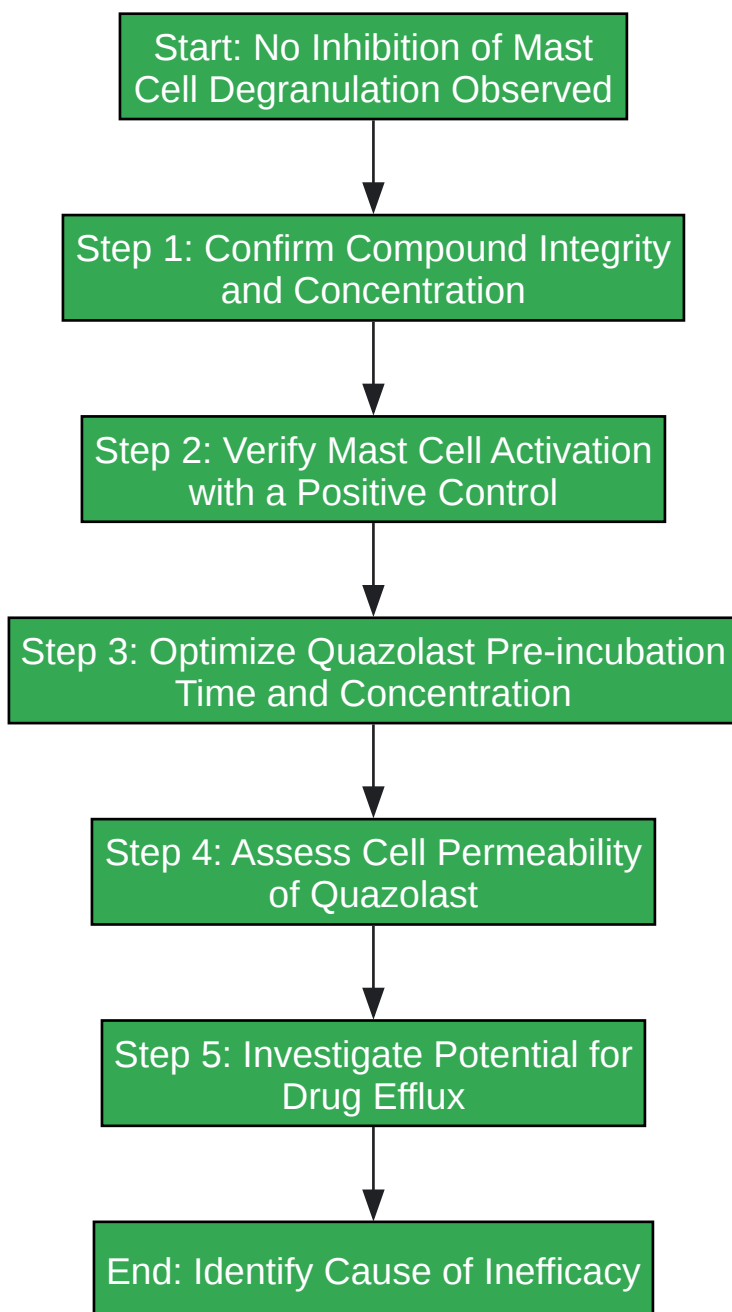 Start: No Inhibition of Mast
Cell Degranulation Observed
Step 1: Confirm Compound Integrity
and Concentration
Step 2: Verify Mast Cell Activation
with a Positive Control
Step 3: Optimize Quazolast Pre-incubation
Time and Concentration
Step 4: Assess Cell Permeability
of Quazolast
Step 5: Investigate Potential for
Drug Efflux
End: Identify Cause of Inefficacy